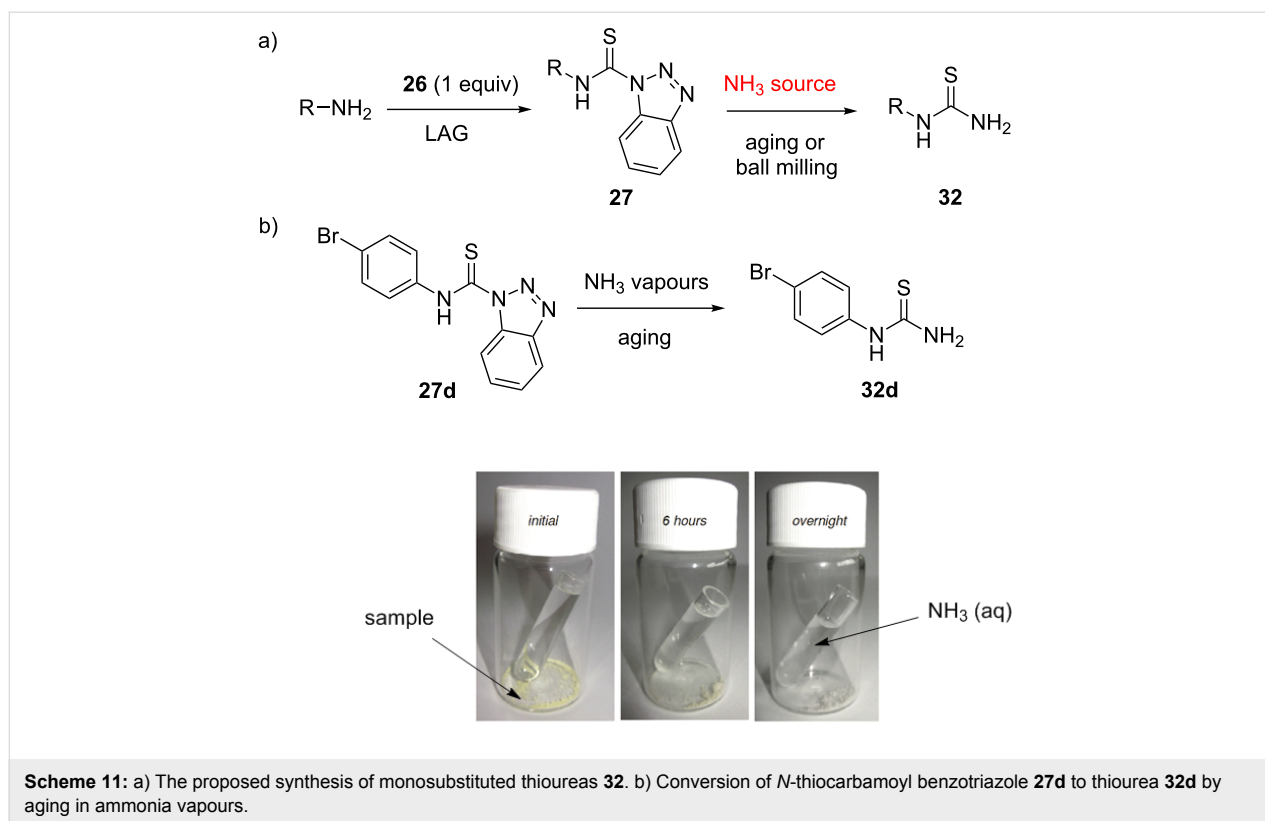 a)
R–NH2
26 (1 equiv)
LAG
S
R
N
H
N
N
N
27
NH3 source
aging or
ball milling
S
R
N
H
NH2
32
b)
Br
S
N
H
N
N
N
27d
NH3 vapours
aging
Br
S
N
H
NH2
32d
initial
6 hours
overnight
sample
NH3 (aq)
Scheme 11: a) The proposed synthesis of monosubstituted thioureas 32. b) Conversion of N-thiocarbamoyl benzotriazole 27d to thiourea 32d by
aging in ammonia vapours.